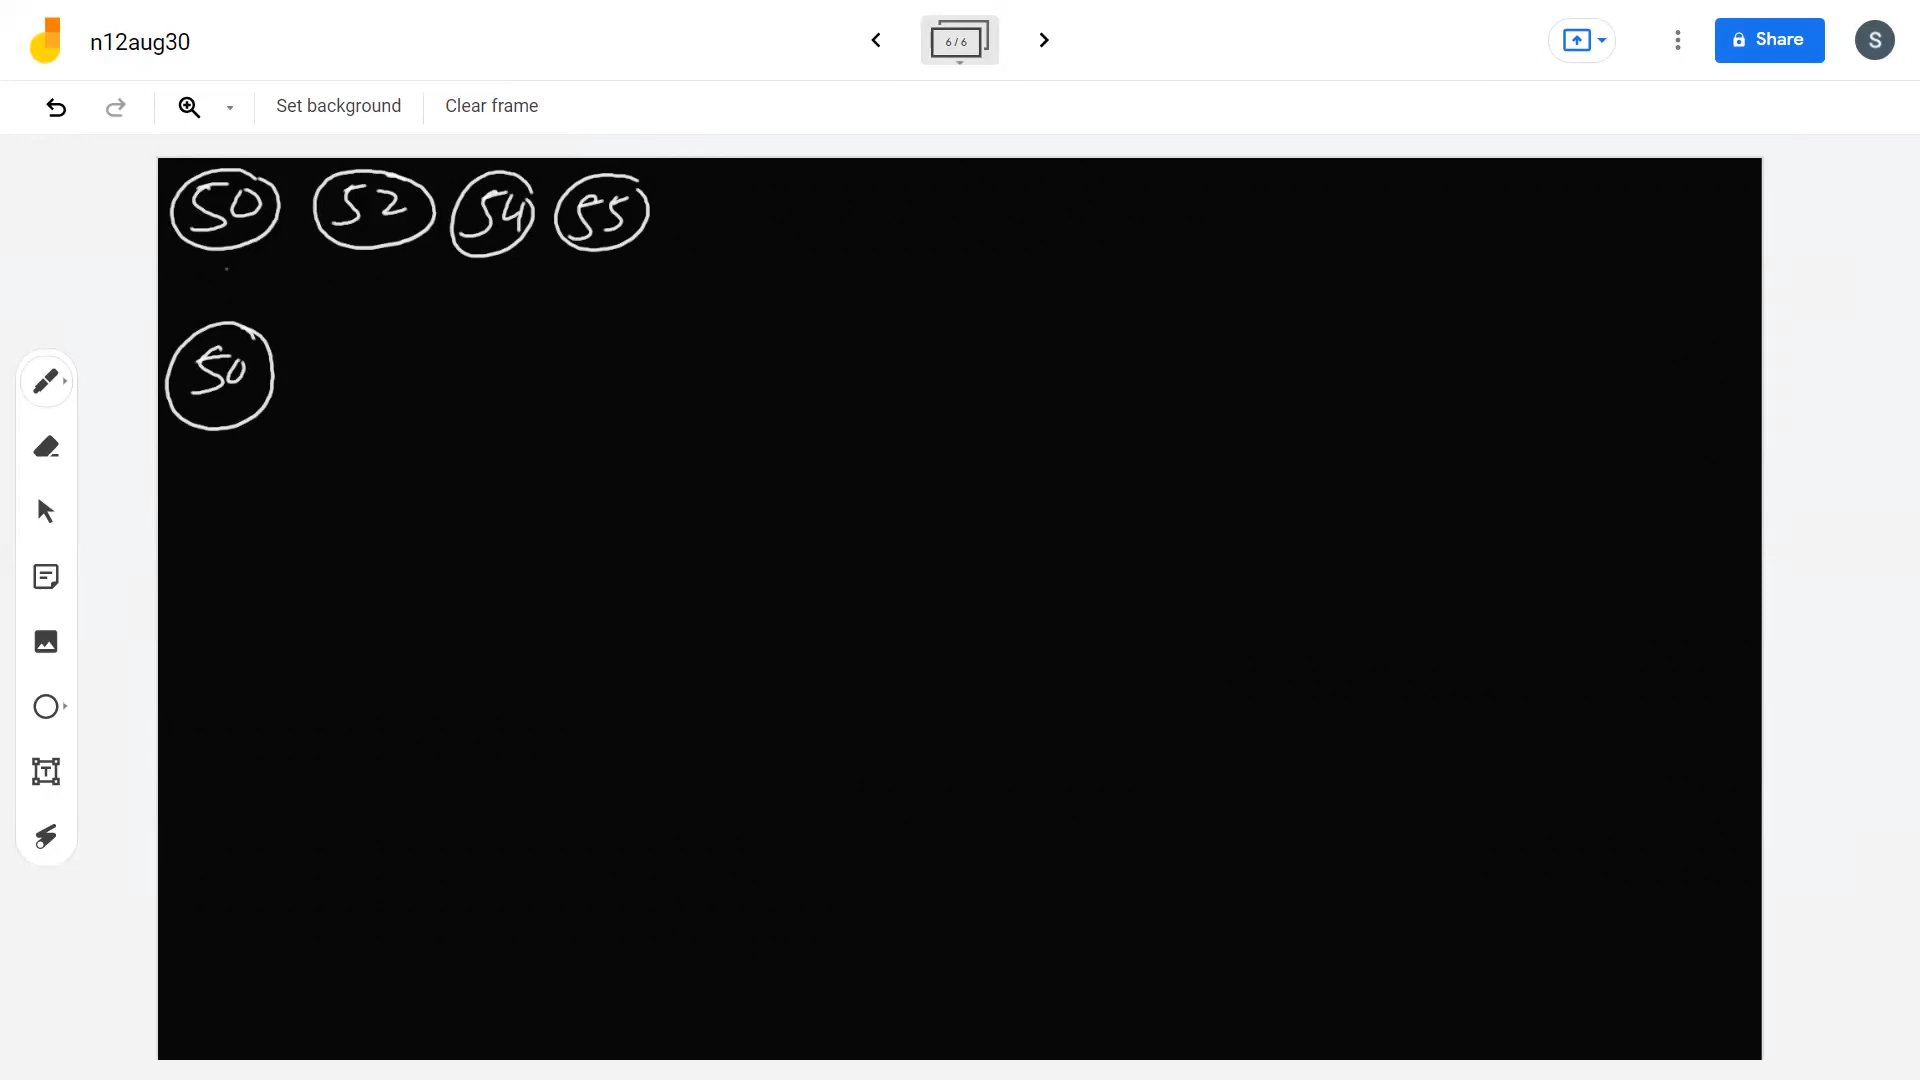 n12aug30
6 / 6
Share
S
Set background
Clear frame
50 52 54 55
50